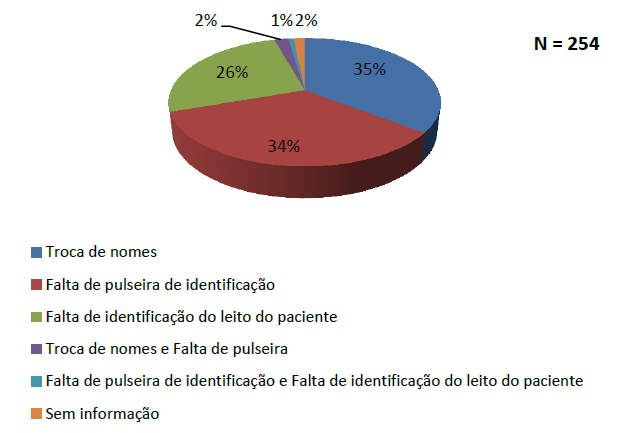 2% 1% 2%
N = 254
35%
26%
34%
Troca de nomes
Falta de pulseira de identificação
Falta de identificação do leito do paciente
Troca de nomes e Falta de pulseira
Falta de pulseira de identificação e Falta de identificação do leito do paciente
Sem informação